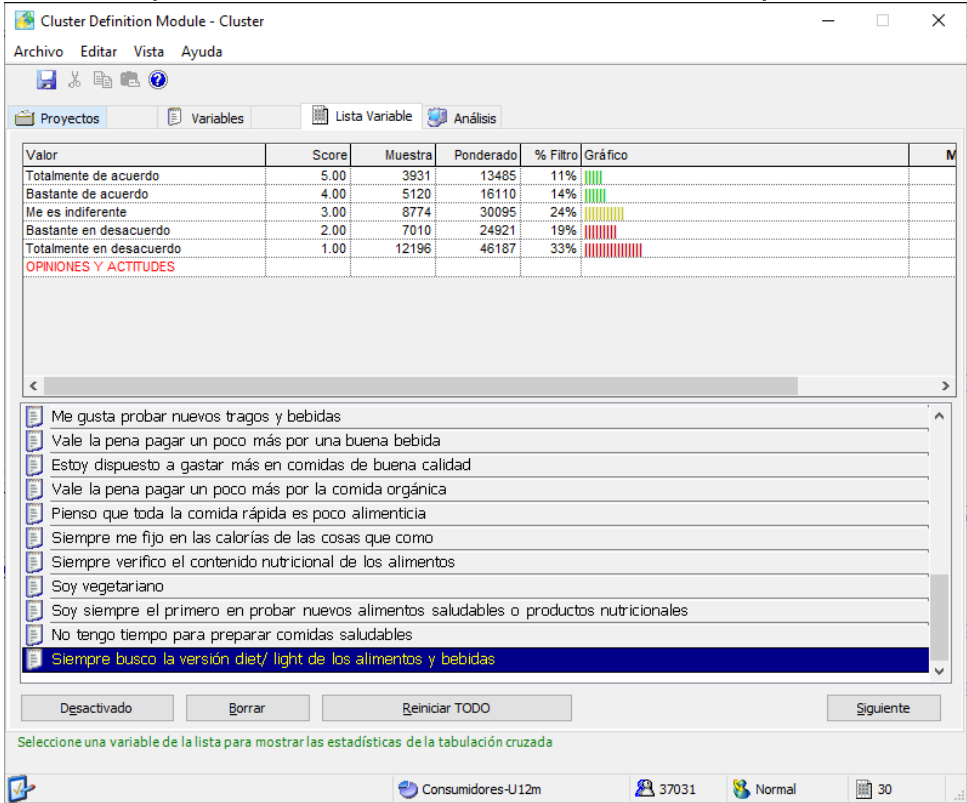 Cluster Definition Module - Cluster
Archivo Editar Vista Ayuda
Proyectos Variables Lista Variable Análisis
Valor Score Muestra Ponderado % Filtro Gráfico M
Totalmente de acuerdo 5.00 3931 13485 11%
Bastante de acuerdo 4.00 5120 16110 14%
Me es indiferente 3.00 8774 30095 24%
Bastante en desacuerdo 2.00 7010 24921 19%
Totalmente en desacuerdo 1.00 12196 46187 33%
OPINIONES Y ACTITUDES
Me gusta probar nuevos tragos y bebidas
Vale la pena pagar un poco más por una buena bebida
Estoy dispuesto a gastar más en comidas de buena calidad
Vale la pena pagar un poco más por la comida orgánica
Pienso que toda la comida rápida es poco alimenticia
Siempre me fijo en las calorías de las cosas que como
Siempre verifico el contenido nutricional de los alimentos
Soy vegetariano
Soy siempre el primero en probar nuevos alimentos saludables o productos nutricionales
No tengo tiempo para preparar comidas saludables
Siempre busco la versión diet/ light de los alimentos y bebidas
Desactivado Borrar Reiniciar TODO Siguiente
Seleccione una variable de la lista para mostrar las estadísticas de la tabulación cruzada
Consumidores-U12m 37031 Normal 30